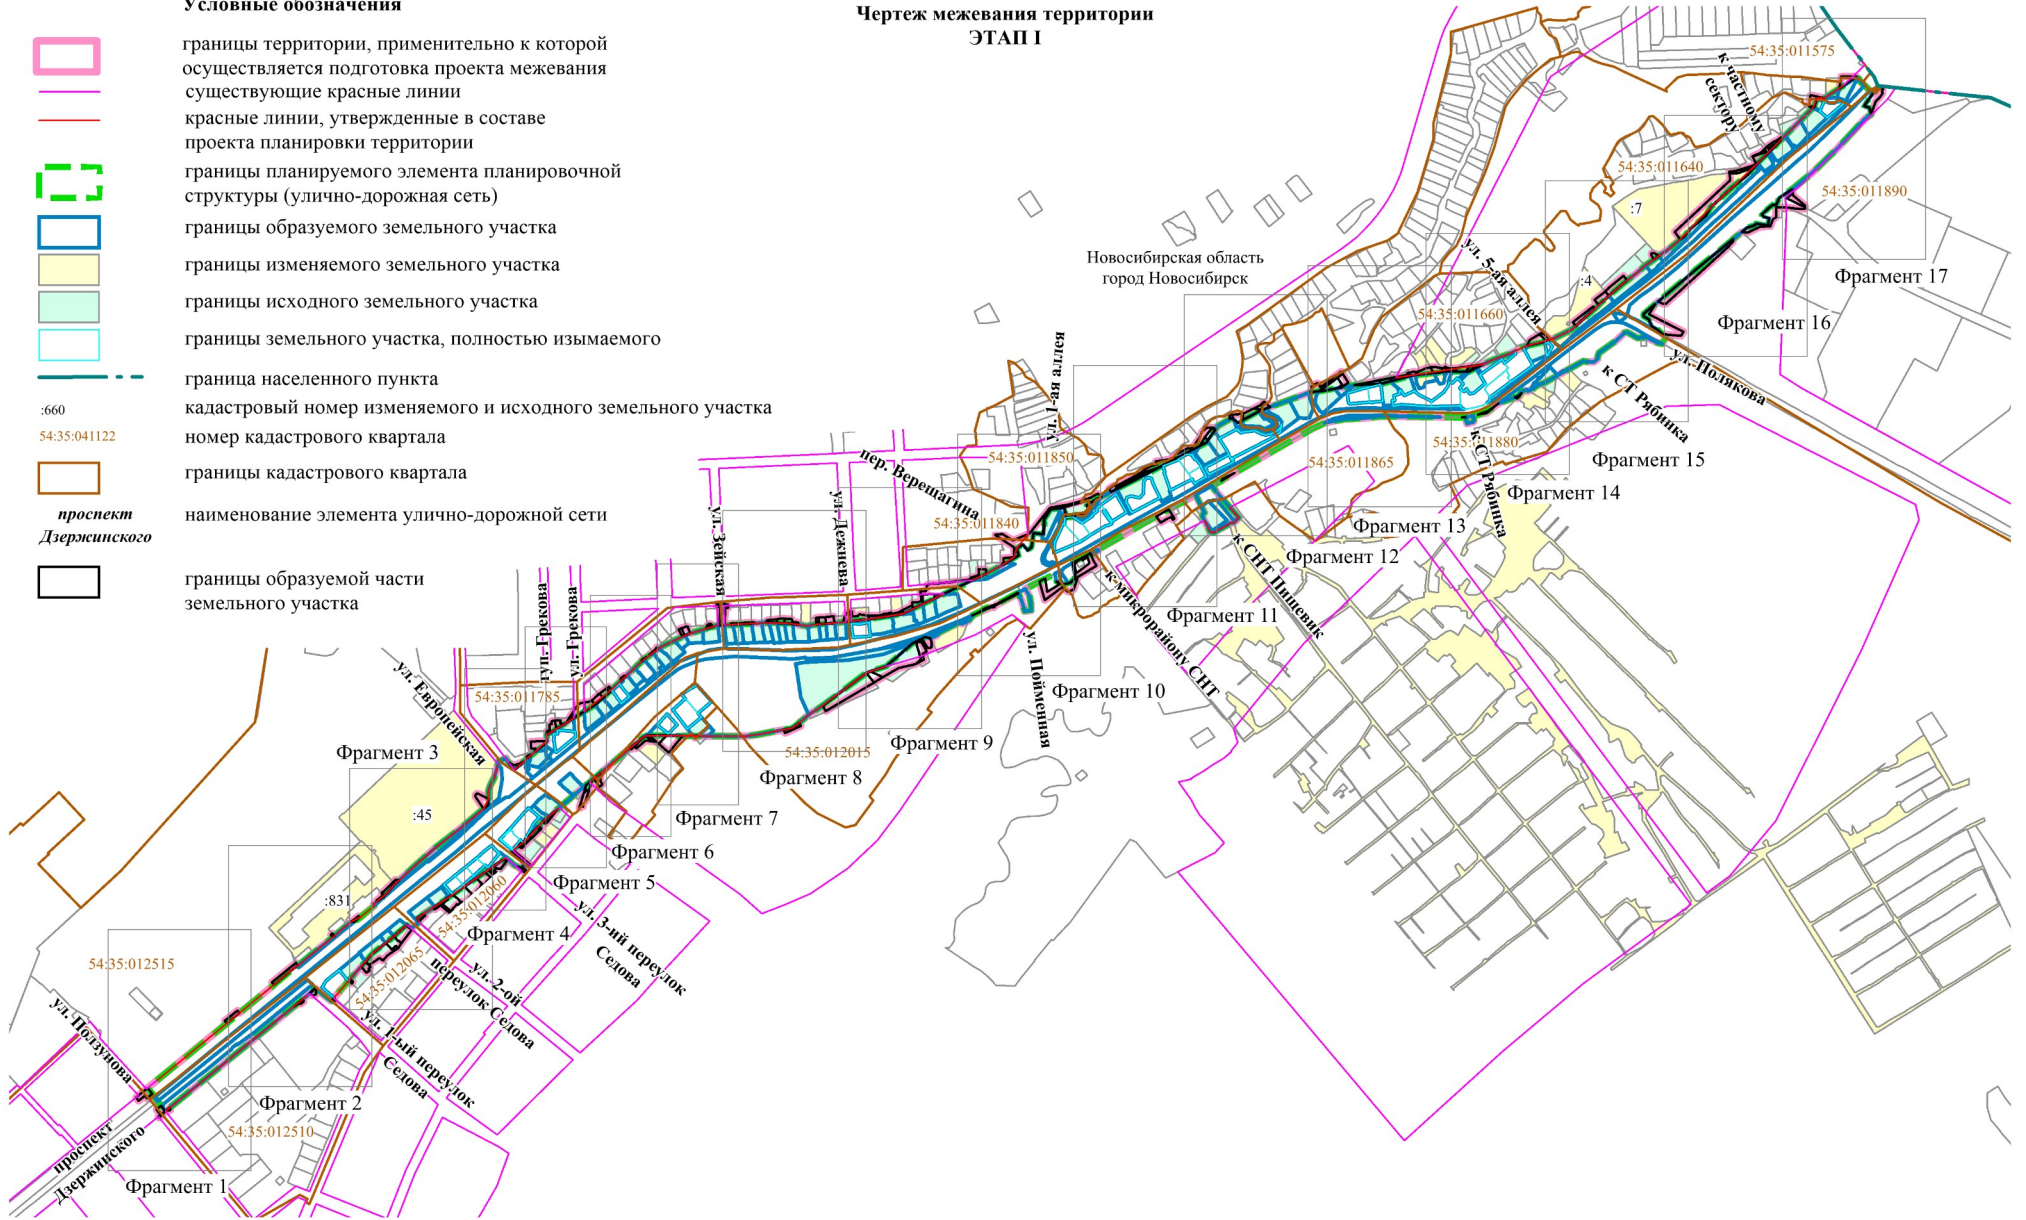 Условные обозначения
границы территории, применительно к которой
осуществляется подготовка проекта межевания
существующие красные линии
красные линии, утвержденные в составе
проекта планировки территории
границы планируемого элемента планировочной
структуры (улично-дорожная сеть)
границы образуемого земельного участка
границы изменяемого земельного участка
границы исходного земельного участка
границы земельного участка, полностью изымаемого
граница населенного пункта
:660
кадастровый номер изменяемого и исходного земельного участка
54:35:041122
номер кадастрового квартала
границы кадастрового квартала
проспект
Дзержинского
наименование элемента улично-дорожной сети
границы образуемой части
земельного участка
Чертеж межевания территории
ЭТАП I
Новосибирская область
город Новосибирск
54:35:011575
к частному
сектору
54:35:011640
54:35:011890
:7
Фрагмент 17
ул. 5-ая аллея
:4
54:35:011660
Фрагмент 16
ул. Полякова
к СТ Рябинка
ул. 1-ая аллея
54:35:011850
54:35:011865
54:35:011880
к СТ Рябинка
Фрагмент 15
Фрагмент 14
Фрагмент 13
Фрагмент 12
пер. Верещагина
54:35:011840
ул. Дежнева
ул. Зейская
к СНТ Пищевик
Фрагмент 11
к микрорайону СНТ
ул. Пойменная
Фрагмент 10
туп. Грекова
ул. Грекова
54:35:011785
ул. Европейская
Фрагмент 3
Фрагмент 9
54:35:012015
Фрагмент 8
Фрагмент 7
:45
Фрагмент 6
Фрагмент 5
:831
54:35:012060
Фрагмент 4
ул. 3-ий переулок
Седова
54:35:012515
54:35:012065
ул. 2-ой
переулок Седова
ул. Ползунова
ул. 1-ый переулок
Седова
Фрагмент 2
54:35:012510
проспект
Дзержинского
Фрагмент 1